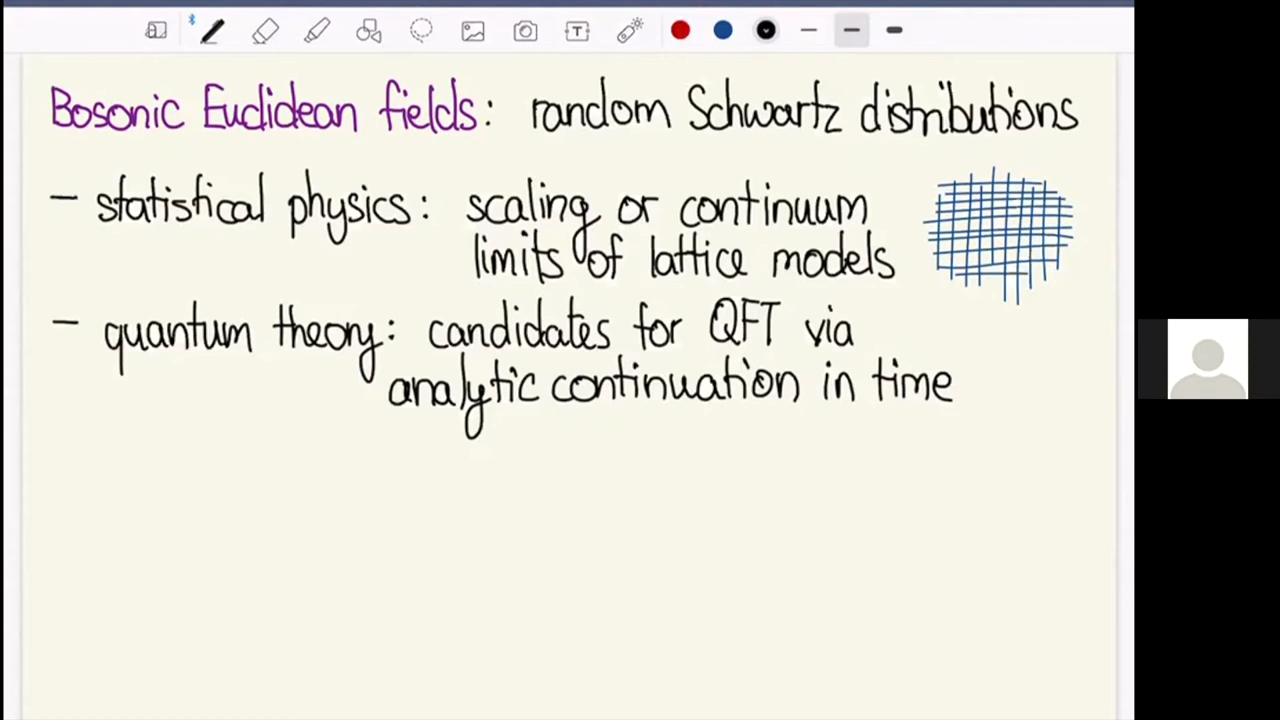 Bosonic Euclidean fields: random Schwartz distributions
- statistical physics: scaling or continuum
limits of lattice models
- quantum theory: candidates for QFT via
analytic continuation in time